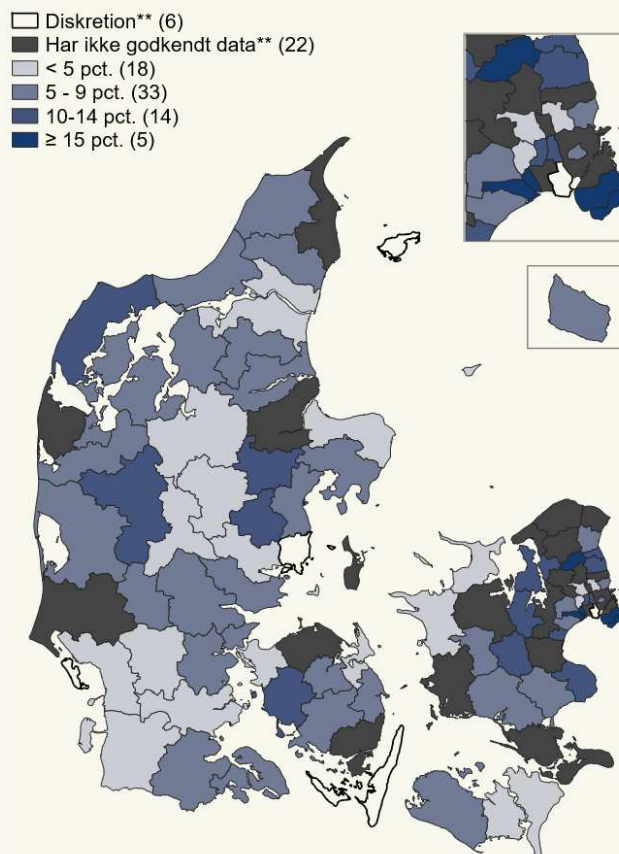 Diskretion** (6)
Har ikke godkendt data** (22)
< 5 pct. (18)
5 - 9 pct. (33)
10-14 pct. (14)
≥ 15 pct. (5)